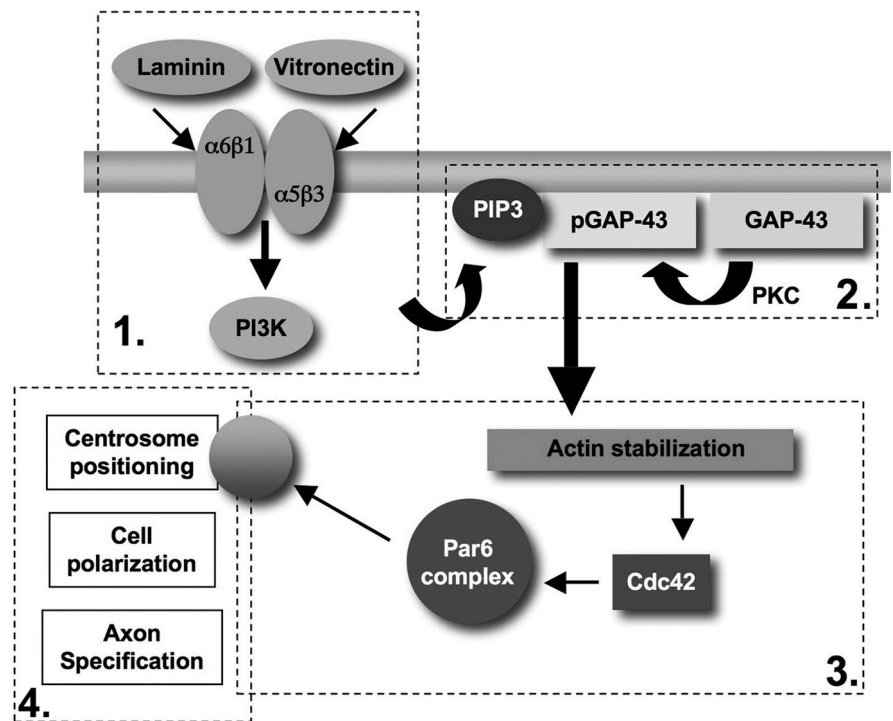 Laminin
Vitronectin
α6β1
α5β3
PI3K
1.
PIP3
pGAP-43
GAP-43
PKC
2.
Actin stabilization
Cdc42
Par6
complex
3.
Centrosome
positioning
Cell
polarization
Axon
Specification
4.